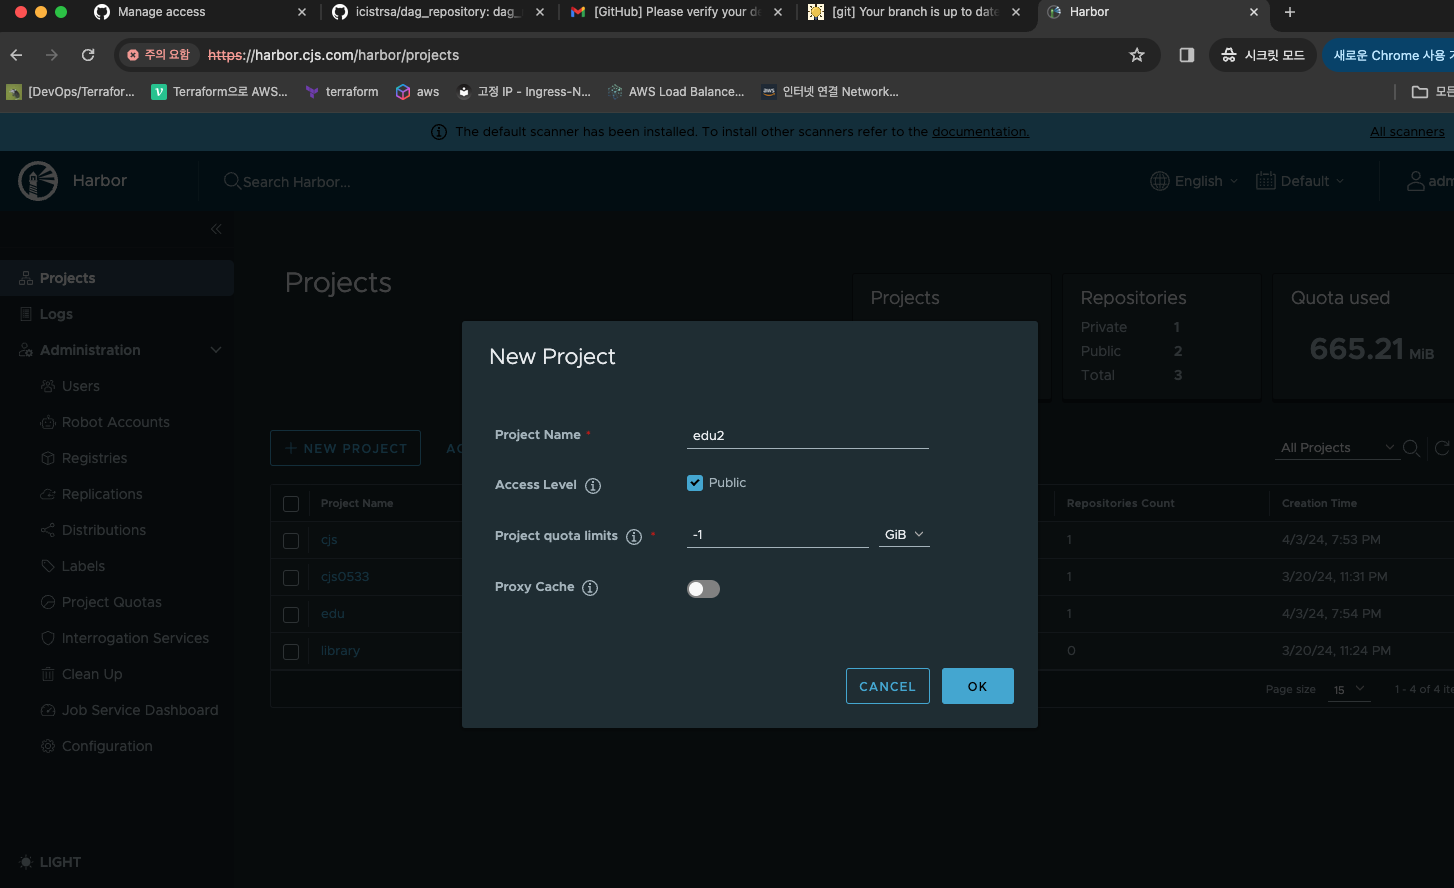 Manage access
icistrsa/dag_repository: dag_
[GitHub] Please verify your de
[git] Your branch is up to date
Harbor
주의 요함
https://harbor.cjs.com/harbor/projects
시크릿 모드
새로운 Chrome 사용 가
[DevOps/Terrafor...
Terraform으로 AWS...
terraform
aws
고정 IP - Ingress-N...
AWS Load Balance...
인터넷 연결 Network...
모든
The default scanner has been installed. To install other scanners refer to the documentation.
All scanners
Harbor
Search Harbor...
English
Default
adm
Projects
Logs
Administration
Users
Robot Accounts
Registries
Replications
Distributions
Labels
Project Quotas
Interrogation Services
Clean Up
Job Service Dashboard
Configuration
LIGHT
Projects
Projects
Repositories
Private 1
Public 2
Total 3
Quota used
665.21 MiB
+ NEW PROJECT
AC
All Projects
Project Name
Repositories Count
Creation Time
cjs
1
4/3/24, 7:53 PM
cjs0533
1
3/20/24, 11:31 PM
edu
1
4/3/24, 7:54 PM
library
0
3/20/24, 11:24 PM
Page size 15
1 - 4 of 4 ite
New Project
Project Name *
edu2
Access Level
Public
Project quota limits *
-1
GiB
Proxy Cache
CANCEL
OK